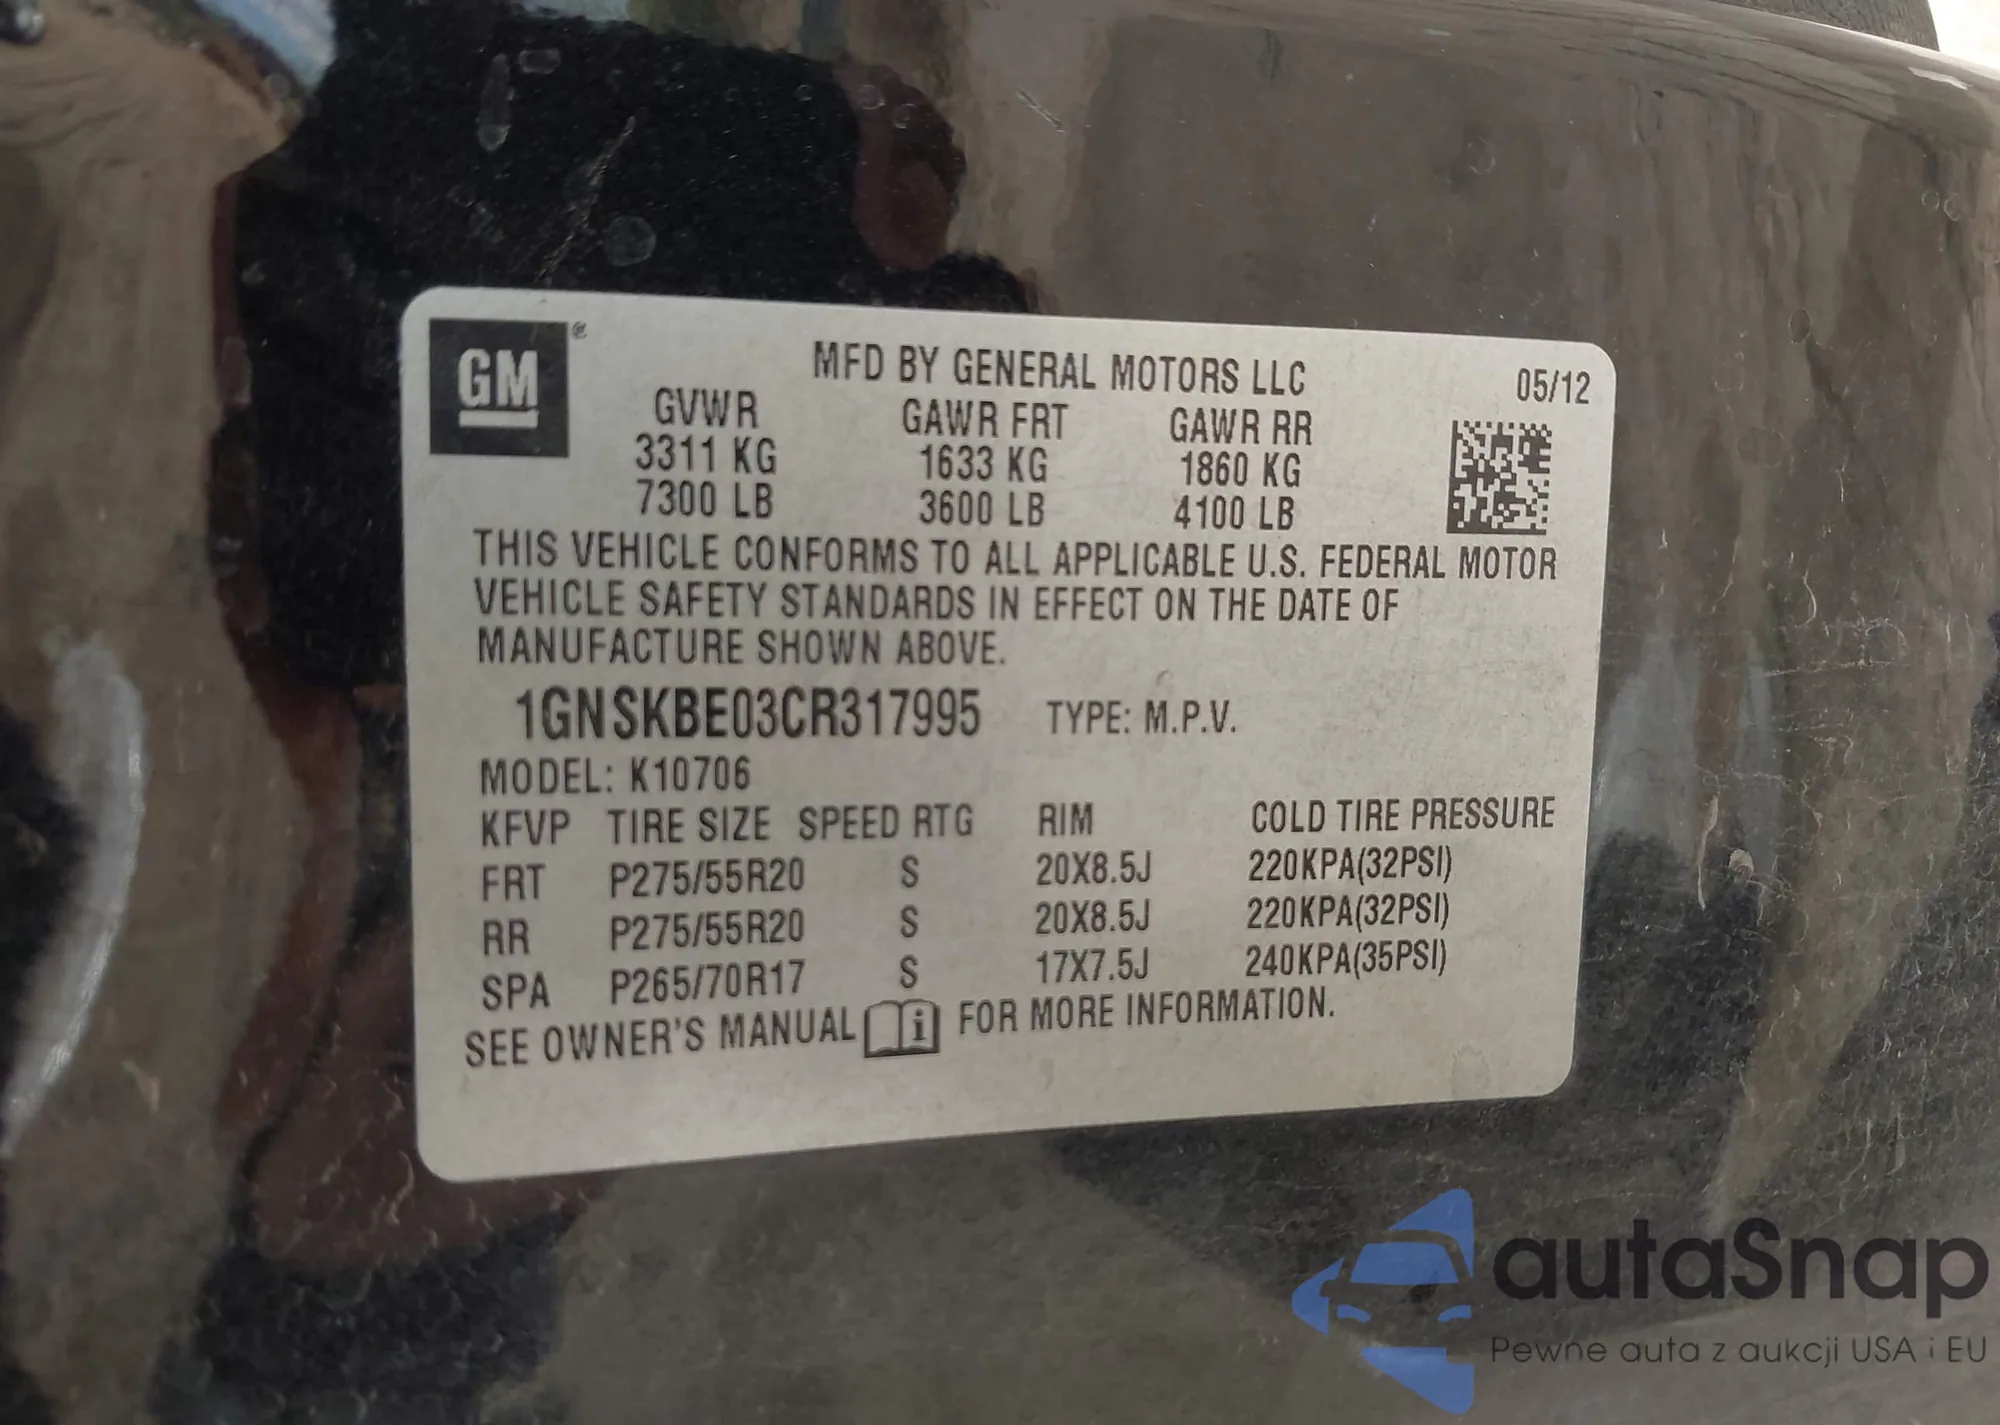 GM ®
MFD BY GENERAL MOTORS LLC 05/12
GVWR GAWR FRT GAWR RR
3311 KG 1633 KG 1860 KG
7300 LB 3600 LB 4100 LB
THIS VEHICLE CONFORMS TO ALL APPLICABLE U.S. FEDERAL MOTOR
VEHICLE SAFETY STANDARDS IN EFFECT ON THE DATE OF
MANUFACTURE SHOWN ABOVE.
1GNSKBE03CR317995 TYPE: M.P.V.
MODEL: K10706
KFVP TIRE SIZE SPEED RTG RIM COLD TIRE PRESSURE
FRT P275/55R20 S 20X8.5J 220KPA(32PSI)
RR P275/55R20 S 20X8.5J 220KPA(32PSI)
SPA P265/70R17 S 17X7.5J 240KPA(35PSI)
SEE OWNER'S MANUAL i FOR MORE INFORMATION.
autaSnap
Pewne auta z aukcji USA i EU